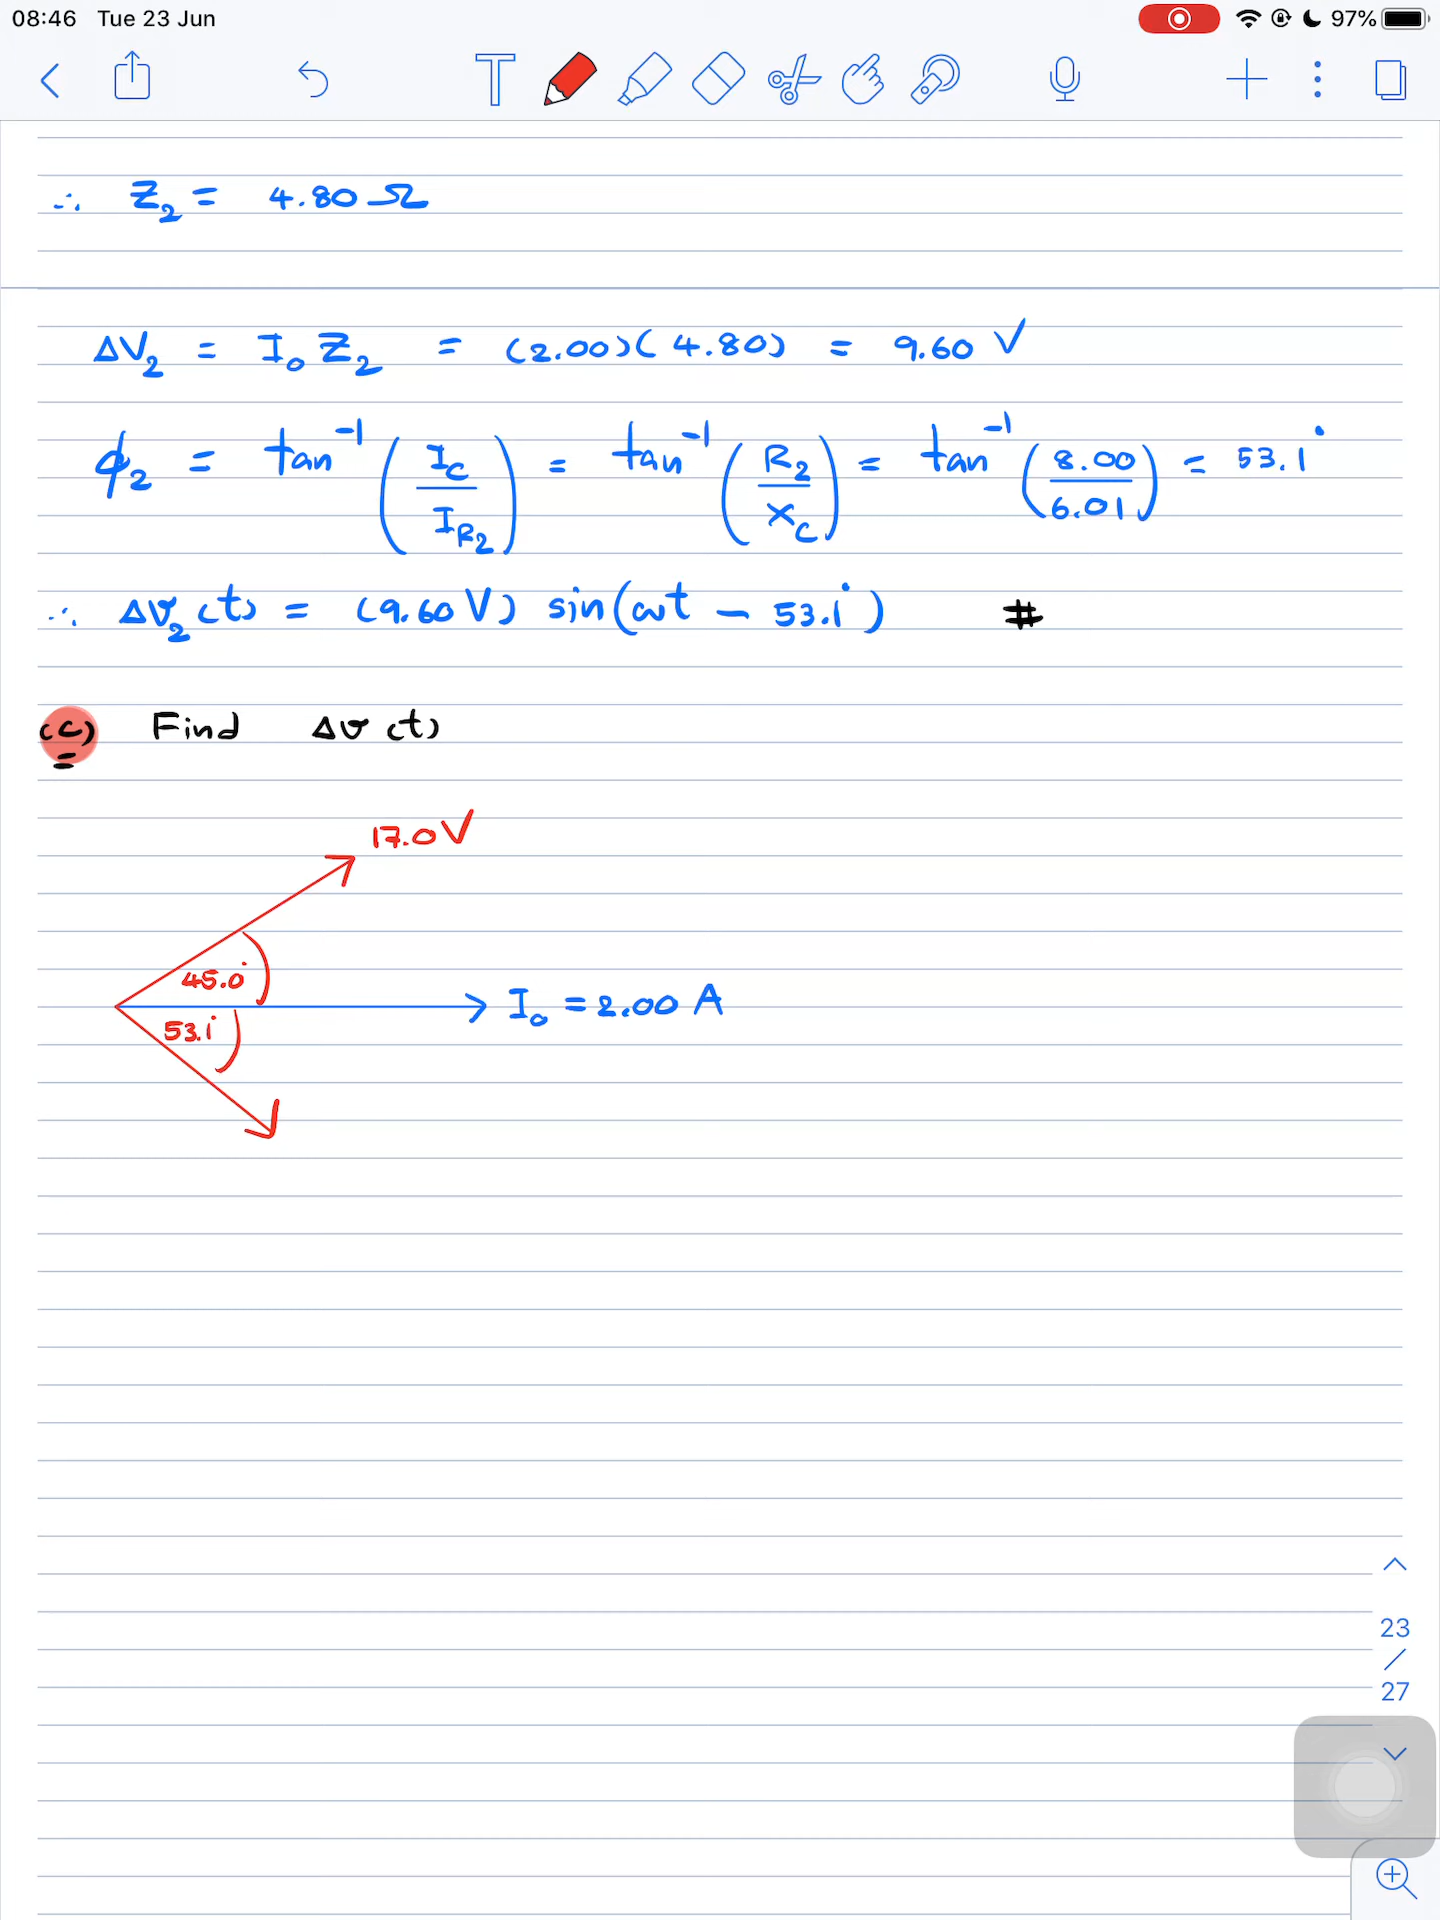 08:46 Tue 23 Jun 97%
T
∴ Z₂ = 4.80 Ω
ΔV₂ = I₀ Z₂ = (2.00)(4.80) = 9.60 V
ϕ₂ = tan⁻¹ (I_C / I_R₂) = tan⁻¹ (R₂ / X_C) = tan⁻¹ (8.00 / 6.01) = 53.1°
∴ Δv₂(t) = (9.60 V) sin(ωt − 53.1°) #
(c) Find Δv(t)
17.0 V
45.0°
I₀ = 2.00 A
53.1°
23
/
27